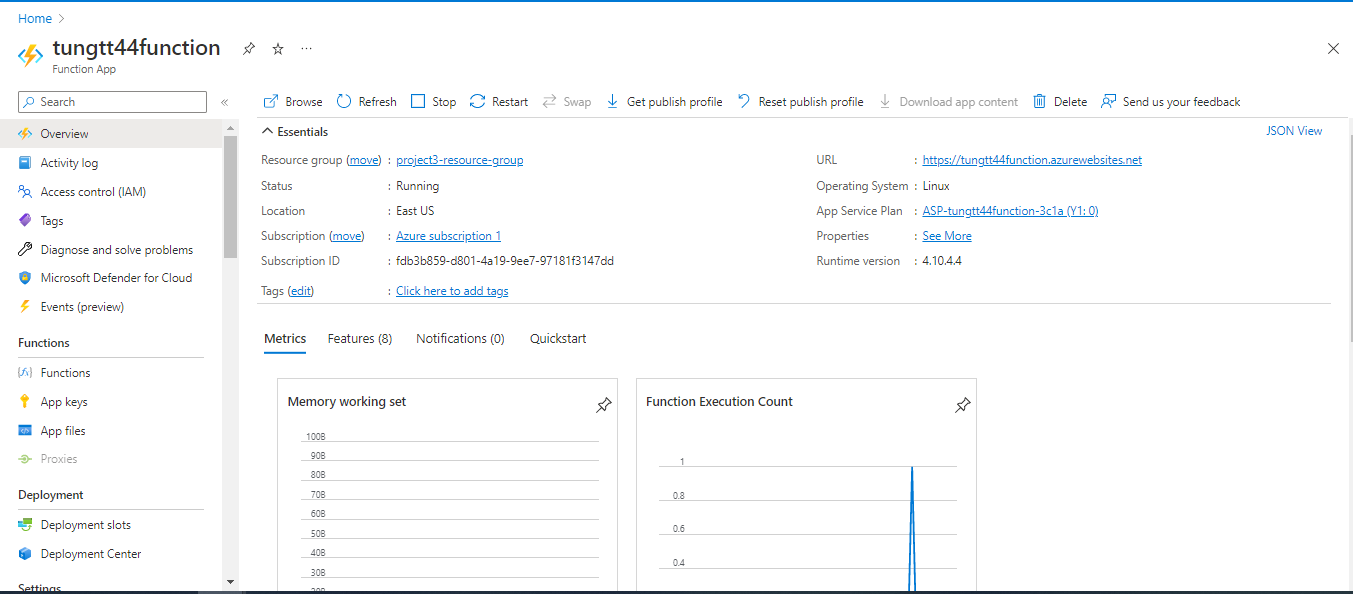 Home
tungtt44function
Function App
Search
Browse Refresh Stop Restart Swap Get publish profile Reset publish profile Download app content Delete Send us your feedback
Overview
Activity log
Access control (IAM)
Tags
Diagnose and solve problems
Microsoft Defender for Cloud
Events (preview)
Functions
Functions
App keys
App files
Proxies
Deployment
Deployment slots
Deployment Center
Settings
Essentials
JSON View
Resource group (move) : project3-resource-group
Status : Running
Location : East US
Subscription (move) : Azure subscription 1
Subscription ID : fdb3b859-d801-4a19-9ee7-97181f3147dd
Tags (edit) : Click here to add tags
URL : https://tungtt44function.azurewebsites.net
Operating System : Linux
App Service Plan : ASP-tungtt44function-3c1a (Y1: 0)
Properties : See More
Runtime version : 4.10.4.4
Metrics Features (8) Notifications (0) Quickstart
Memory working set
100B
90B
80B
70B
60B
50B
40B
30B
20B
Function Execution Count
1
0.8
0.6
0.4